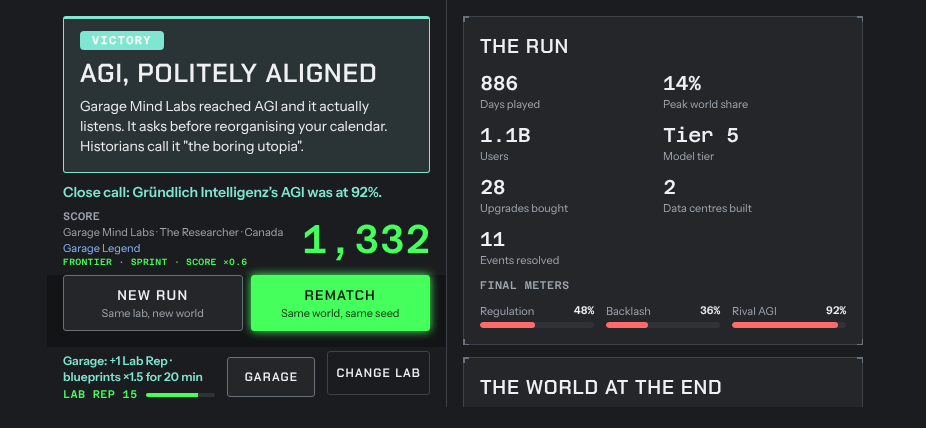 VICTORY
AGI, POLITELY ALIGNED
Garage Mind Labs reached AGI and it actually
listens. It asks before reorganising your calendar.
Historians call it "the boring utopia".
Close call: Gründlich Intelligenz's AGI was at 92%.
SCORE
Garage Mind Labs · The Researcher · Canada
Garage Legend
FRONTIER · SPRINT · SCORE ×0.6
1,332
NEW RUN
Same lab, new world
REMATCH
Same world, same seed
Garage: +1 Lab Rep ·
blueprints ×1.5 for 20 min
LAB REP 15
GARAGE
CHANGE LAB
THE RUN
886
Days played
14%
Peak world share
1.1B
Users
Tier 5
Model tier
28
Upgrades bought
2
Data centres built
11
Events resolved
FINAL METERS
Regulation 48%
Backlash 36%
Rival AGI 92%
THE WORLD AT THE END